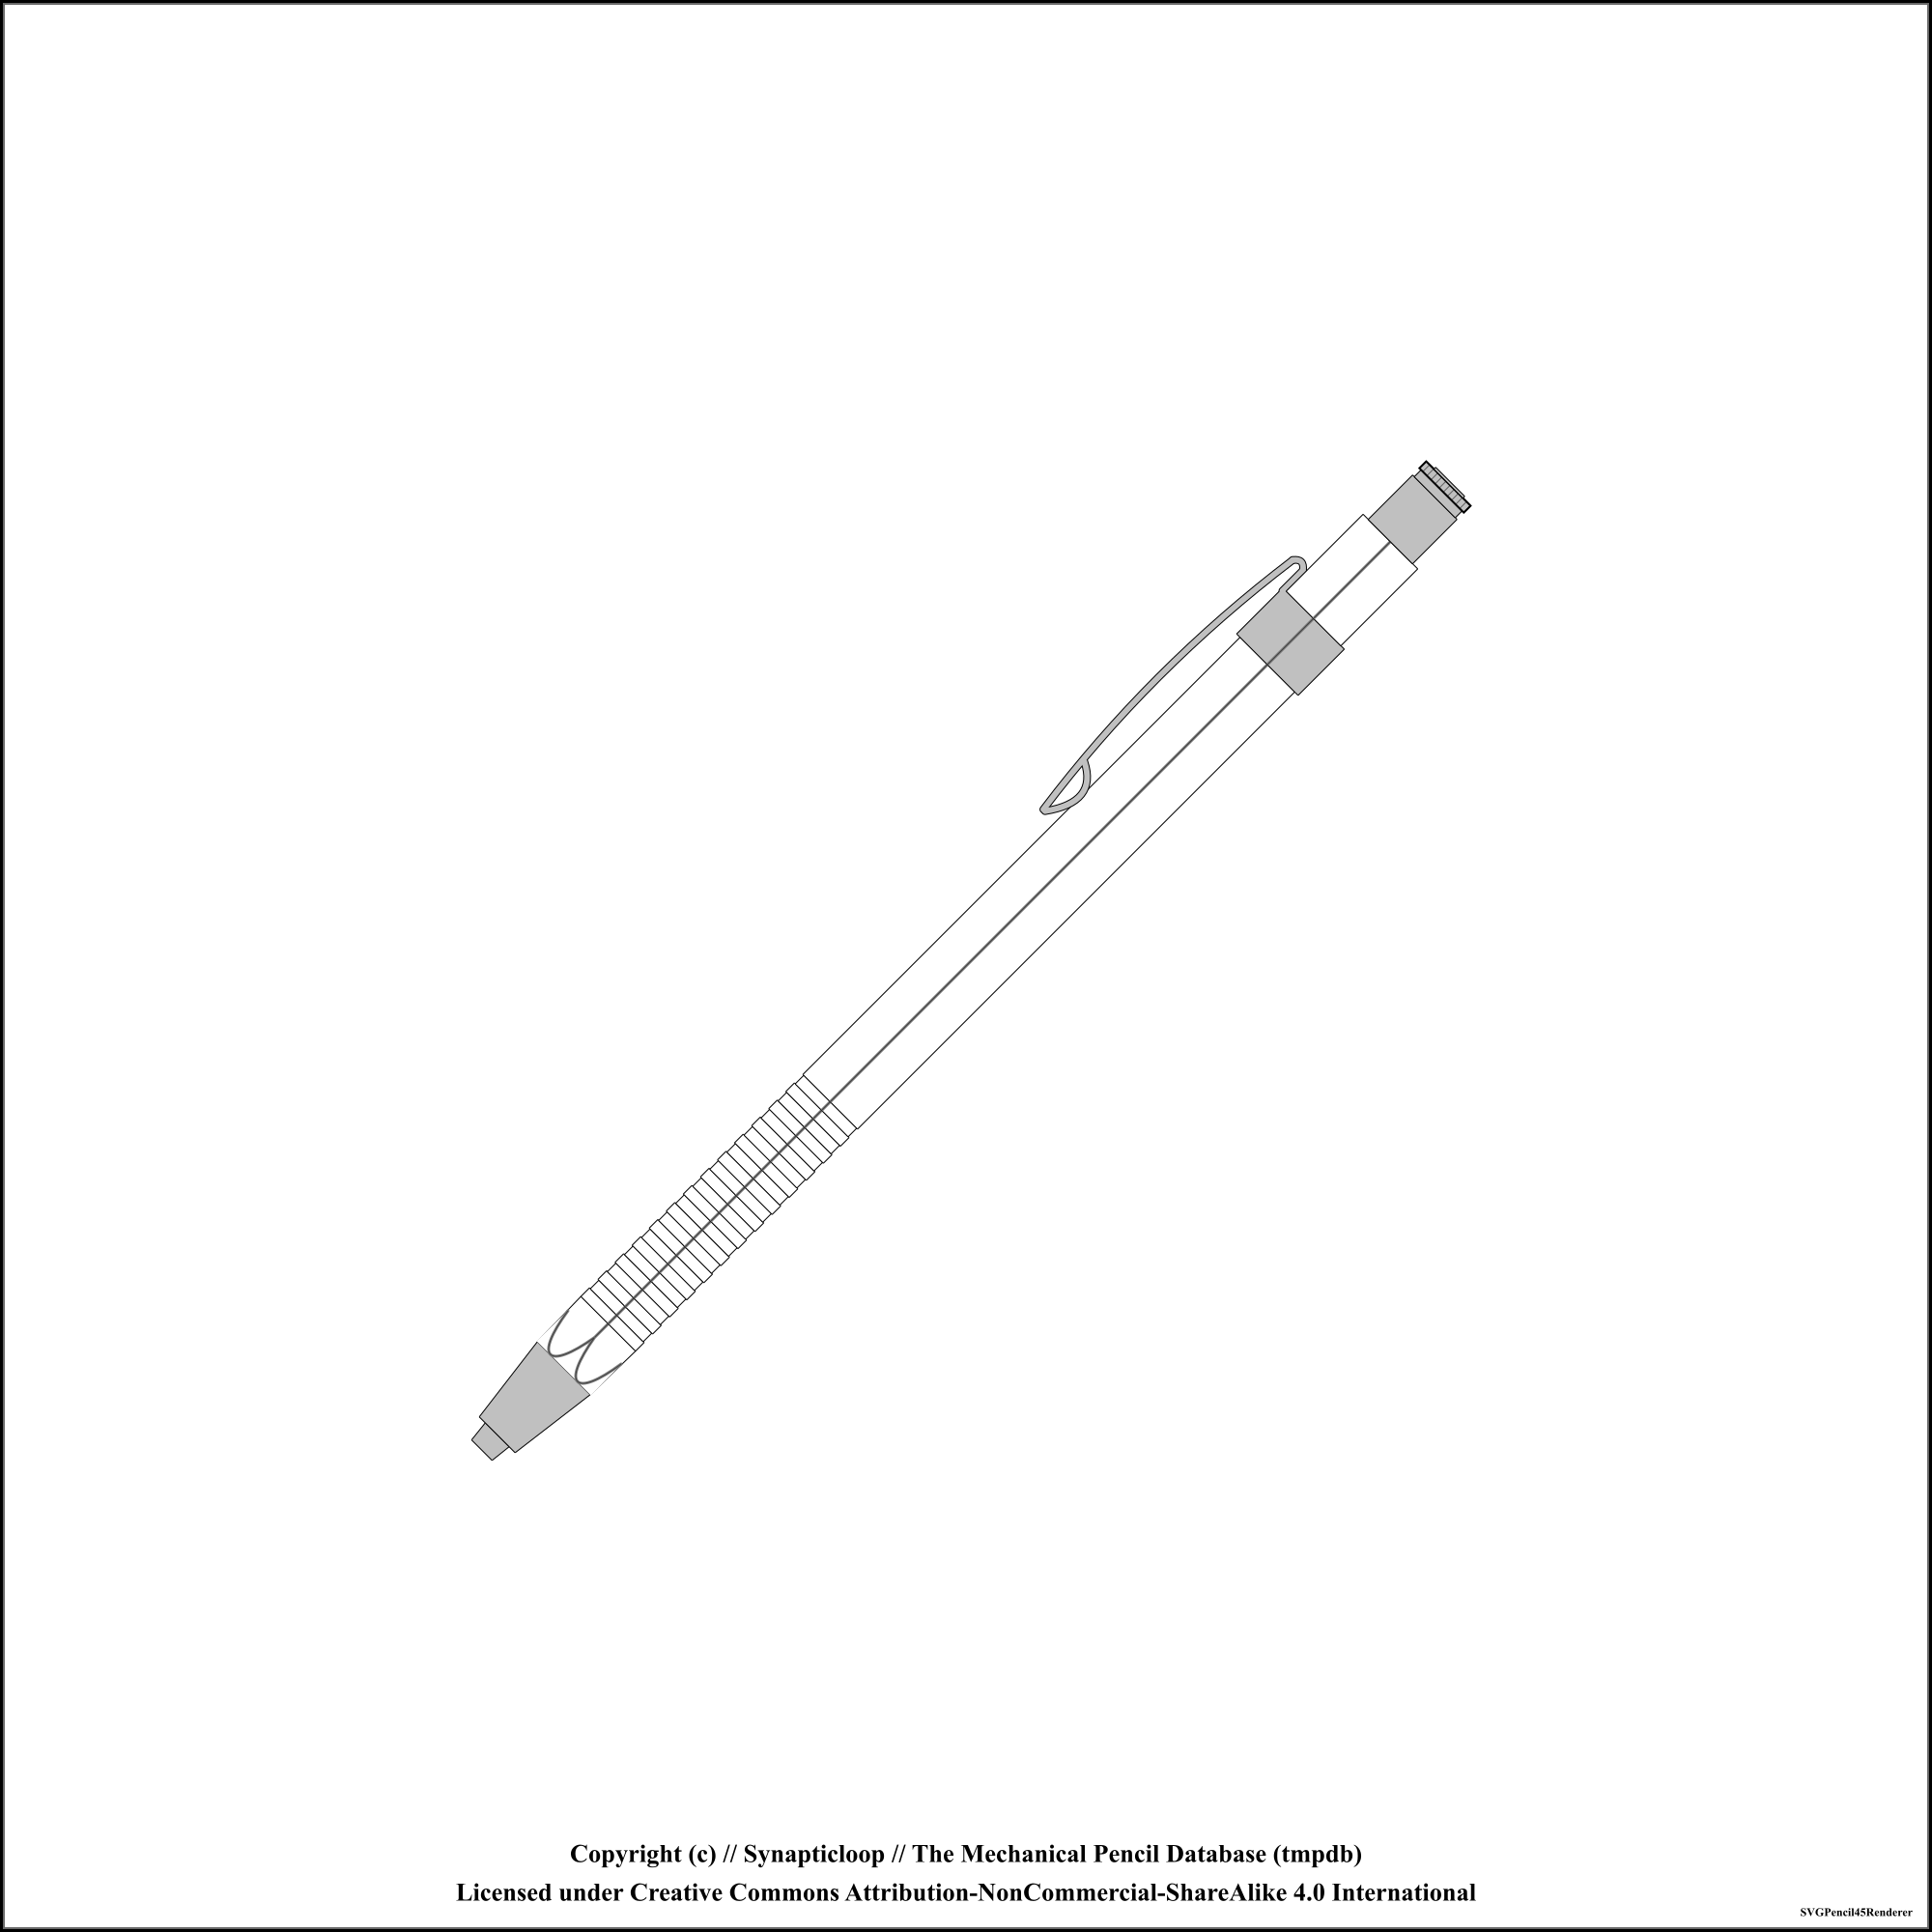 Copyright (c) // Synapticloop // The Mechanical Pencil Database (tmpdb)
Licensed under Creative Commons Attribution-NonCommercial-ShareAlike 4.0 International
SVGPencil45Renderer